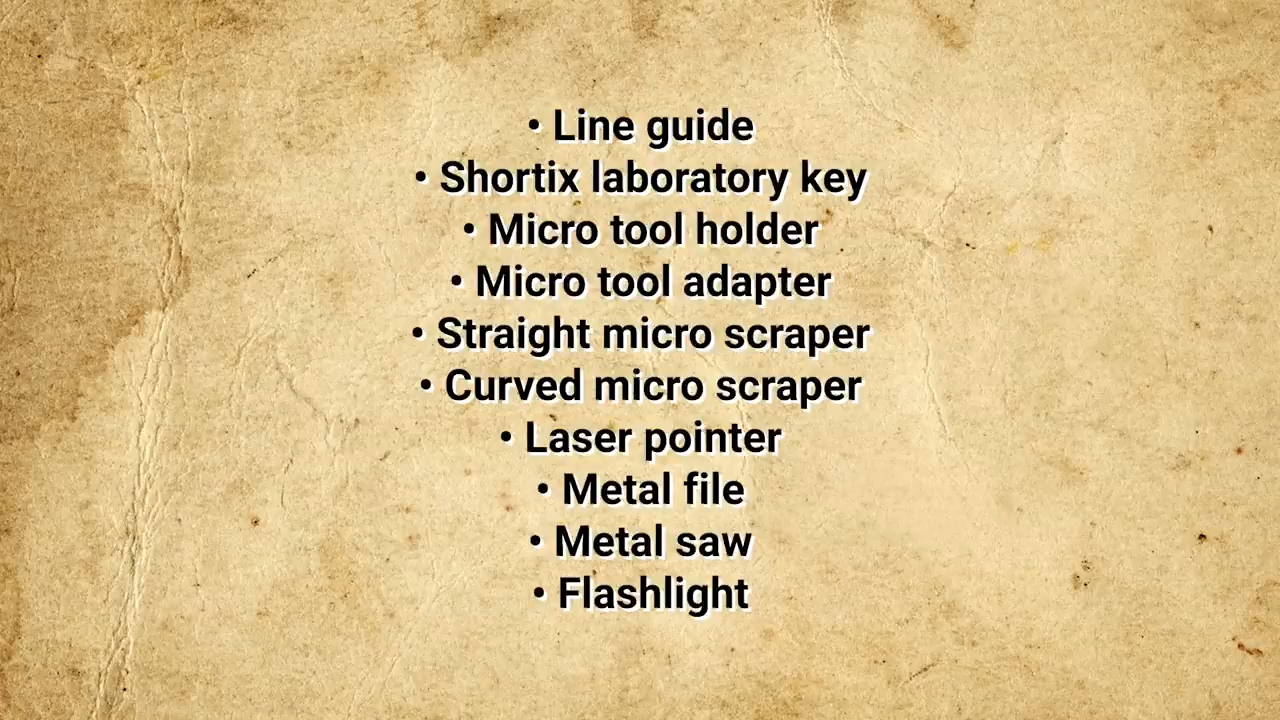 • Line guide
• Shortix laboratory key
• Micro tool holder
• Micro tool adapter
• Straight micro scraper
• Curved micro scraper
• Laser pointer
• Metal file
• Metal saw
• Flashlight